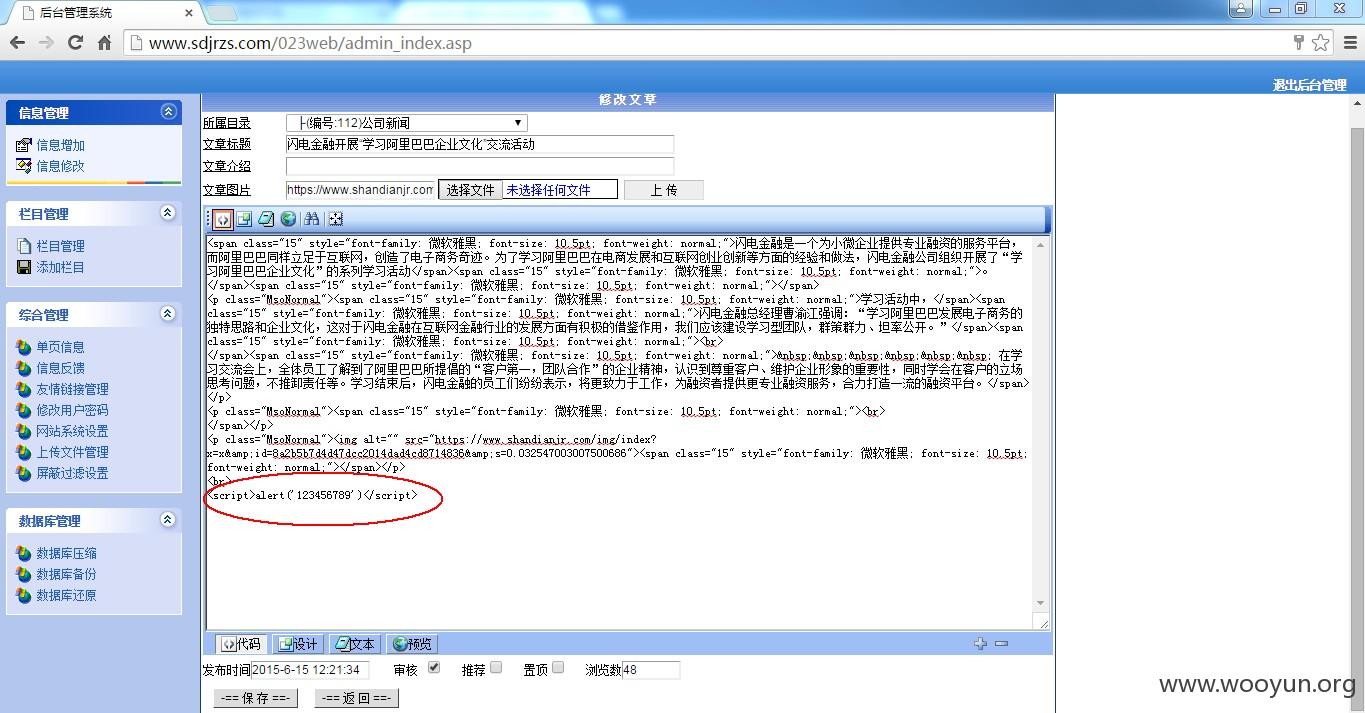 后台管理系统
www.sdjrzs.com/023web/admin_index.asp
退出后台管理
信息管理
信息增加
信息修改
栏目管理
栏目管理
添加栏目
综合管理
单页信息
信息反馈
友情链接管理
修改用户密码
网站系统设置
上传文件管理
屏蔽过滤设置
数据库管理
数据库压缩
数据库备份
数据库还原
修改文章
所属目录 ├(编号:112)公司新闻
文章标题 闪电金融开展“学习阿里巴巴企业文化”交流活动
文章介绍
文章图片 https://www.shandianjr.com 选择文件 未选择任何文件 上 传
<span class="15" style="font-family: 微软雅黑; font-size: 10.5pt; font-weight: normal;">闪电金融是一个为小微企业提供专业融资的服务平台，
而阿里巴巴同样立足于互联网，创造了电子商务奇迹。为了学习阿里巴巴在电商发展和互联网创业创新等方面的经验和做法，闪电金融公司组织开展了“学
习阿里巴巴企业文化”的系列学习活动</span><span class="15" style="font-family: 微软雅黑; font-size: 10.5pt; font-weight: normal;">。
</span><span class="15" style="font-family: 微软雅黑; font-size: 10.5pt; font-weight: normal;"></span>
<p class="MsoNormal"><span class="15" style="font-family: 微软雅黑; font-size: 10.5pt; font-weight: normal;">学习活动中，</span><span
class="15" style="font-family: 微软雅黑; font-size: 10.5pt; font-weight: normal;">闪电金融总经理曹渝江强调：“学习阿里巴巴发展电子商务的
独特思路和企业文化，这对于闪电金融在互联网金融行业的发展方面有积极的借鉴作用，我们应该建设学习型团队，群策群力、坦率公开。”</span><span
class="15" style="font-family: 微软雅黑; font-size: 10.5pt; font-weight: normal;"><br>
</span><span class="15" style="font-family: 微软雅黑; font-size: 10.5pt; font-weight: normal;">&nbsp;&nbsp;&nbsp;&nbsp;&nbsp;&nbsp; 在学
习交流会上，全体员工了解到了阿里巴巴所提倡的“客户第一，团队合作”的企业精神，认识到尊重客户、维护企业形象的重要性，同时学会在客户的立场
思考问题，不推卸责任等。学习结束后，闪电金融的员工们纷纷表示，将更致力于工作，为融资者提供更专业融资服务，合力打造一流的融资平台。</span>
</p>
<p class="MsoNormal"><span class="15" style="font-family: 微软雅黑; font-size: 10.5pt; font-weight: normal;"><br>
</span></p>
<p class="MsoNormal"><img alt="" src="https://www.shandianjr.com/img/index?
x=x&amp;id=8a2b5b7d4d47dcc2014dad4cd8714836&amp;s=0.032547003007500686"><span class="15" style="font-family: 微软雅黑; font-size: 10.5pt;
font-weight: normal;"></span></p>
<br>
<script>alert('123456789')</script>
代码 设计 文本 预览
发布时间 2015-6-15 12:21:34 审核 推荐 置顶 浏览数 48
-== 保 存 ==- -== 返 回 ==-
www.wooyun.org